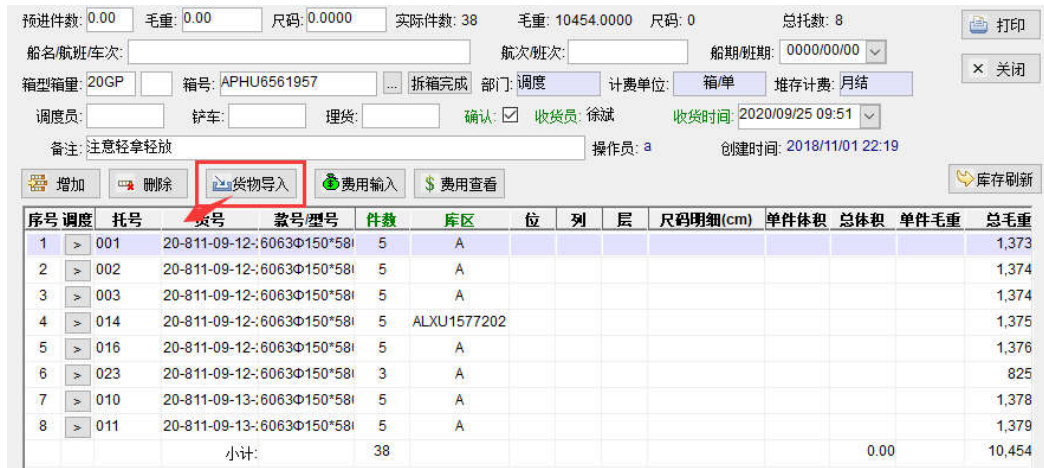 预进件数: 0.00 毛重: 0.00 尺码: 0.0000 实际件数: 38 毛重: 10454.0000 尺码: 0 总托数: 8 打印
船名/航班/车次: 航次/班次: 船期/班期: 0000/00/00
箱型箱量: 20GP 箱号: APHU6561957 ... 拆箱完成 部门: 调度 计费单位: 箱/单 堆存计费: 月结 × 关闭
调度员: 铲车: 理货: 确认: 收货员: 徐斌 收货时间: 2020/09/25 09:51
备注: 注意轻拿轻放 操作员: a 创建时间: 2018/11/01 22:19
增加 删除 货物导入 费用输入 $ 费用查看 库存刷新
序号 调度 托号 货号 款号/型号 件数 库区 位 列 层 尺码明细(cm) 单件体积 总体积 单件毛重 总毛重
1 > 001 20-811-09-12- 6063Φ150*580 5 A 1,373
2 > 002 20-811-09-12- 6063Φ150*580 5 A 1,374
3 > 003 20-811-09-12- 6063Φ150*580 5 A 1,374
4 > 014 20-811-09-12- 6063Φ150*580 5 ALXU1577202 1,375
5 > 016 20-811-09-12- 6063Φ150*580 5 A 1,376
6 > 023 20-811-09-12- 6063Φ150*580 3 A 825
7 > 010 20-811-09-13- 6063Φ150*580 5 A 1,378
8 > 011 20-811-09-13- 6063Φ150*580 5 A 1,379
小计: 38 0.00 10,454